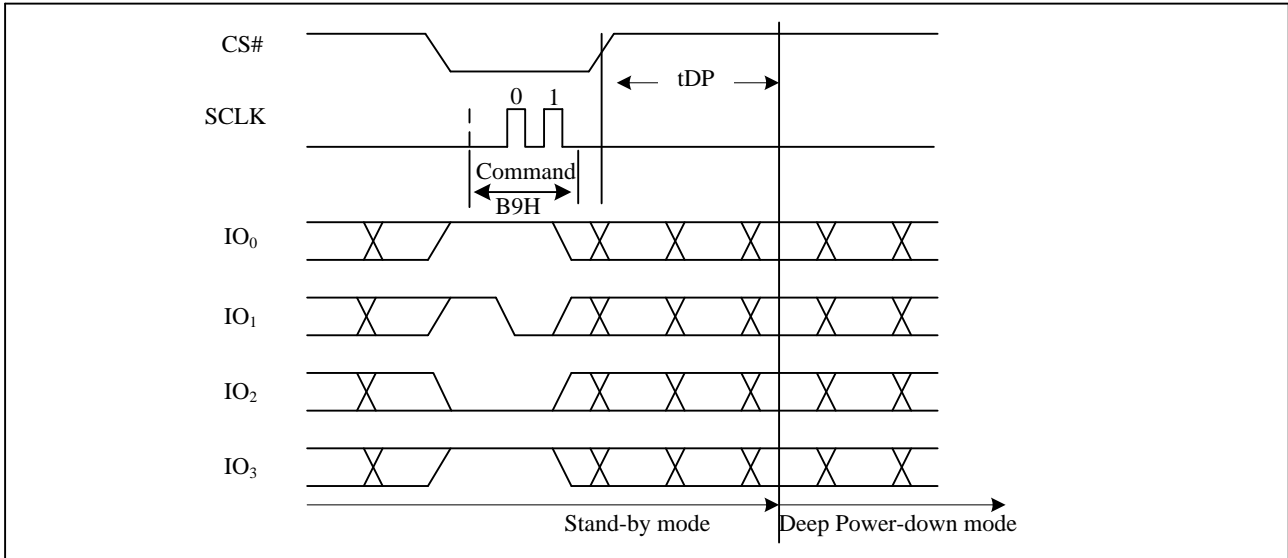 CS#
tDP
0 1
SCLK
Command
B9H
IO₀
IO₁
IO₂
IO₃
Stand-by mode Deep Power-down mode